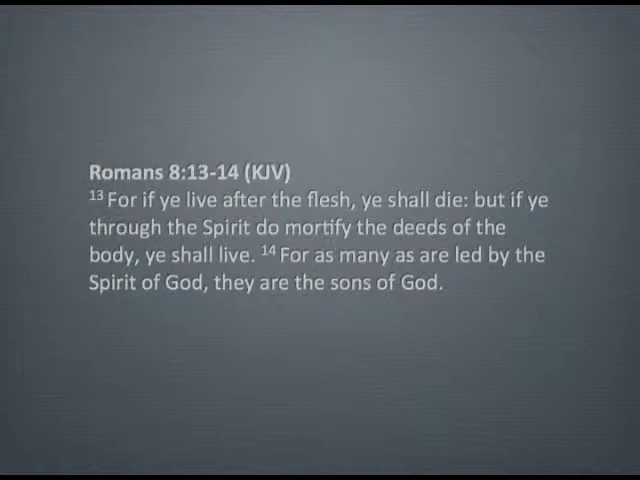 Romans 8:13-14 (KJV)
13 For if ye live after the flesh, ye shall die: but if ye
through the Spirit do mortify the deeds of the
body, ye shall live. 14 For as many as are led by the
Spirit of God, they are the sons of God.